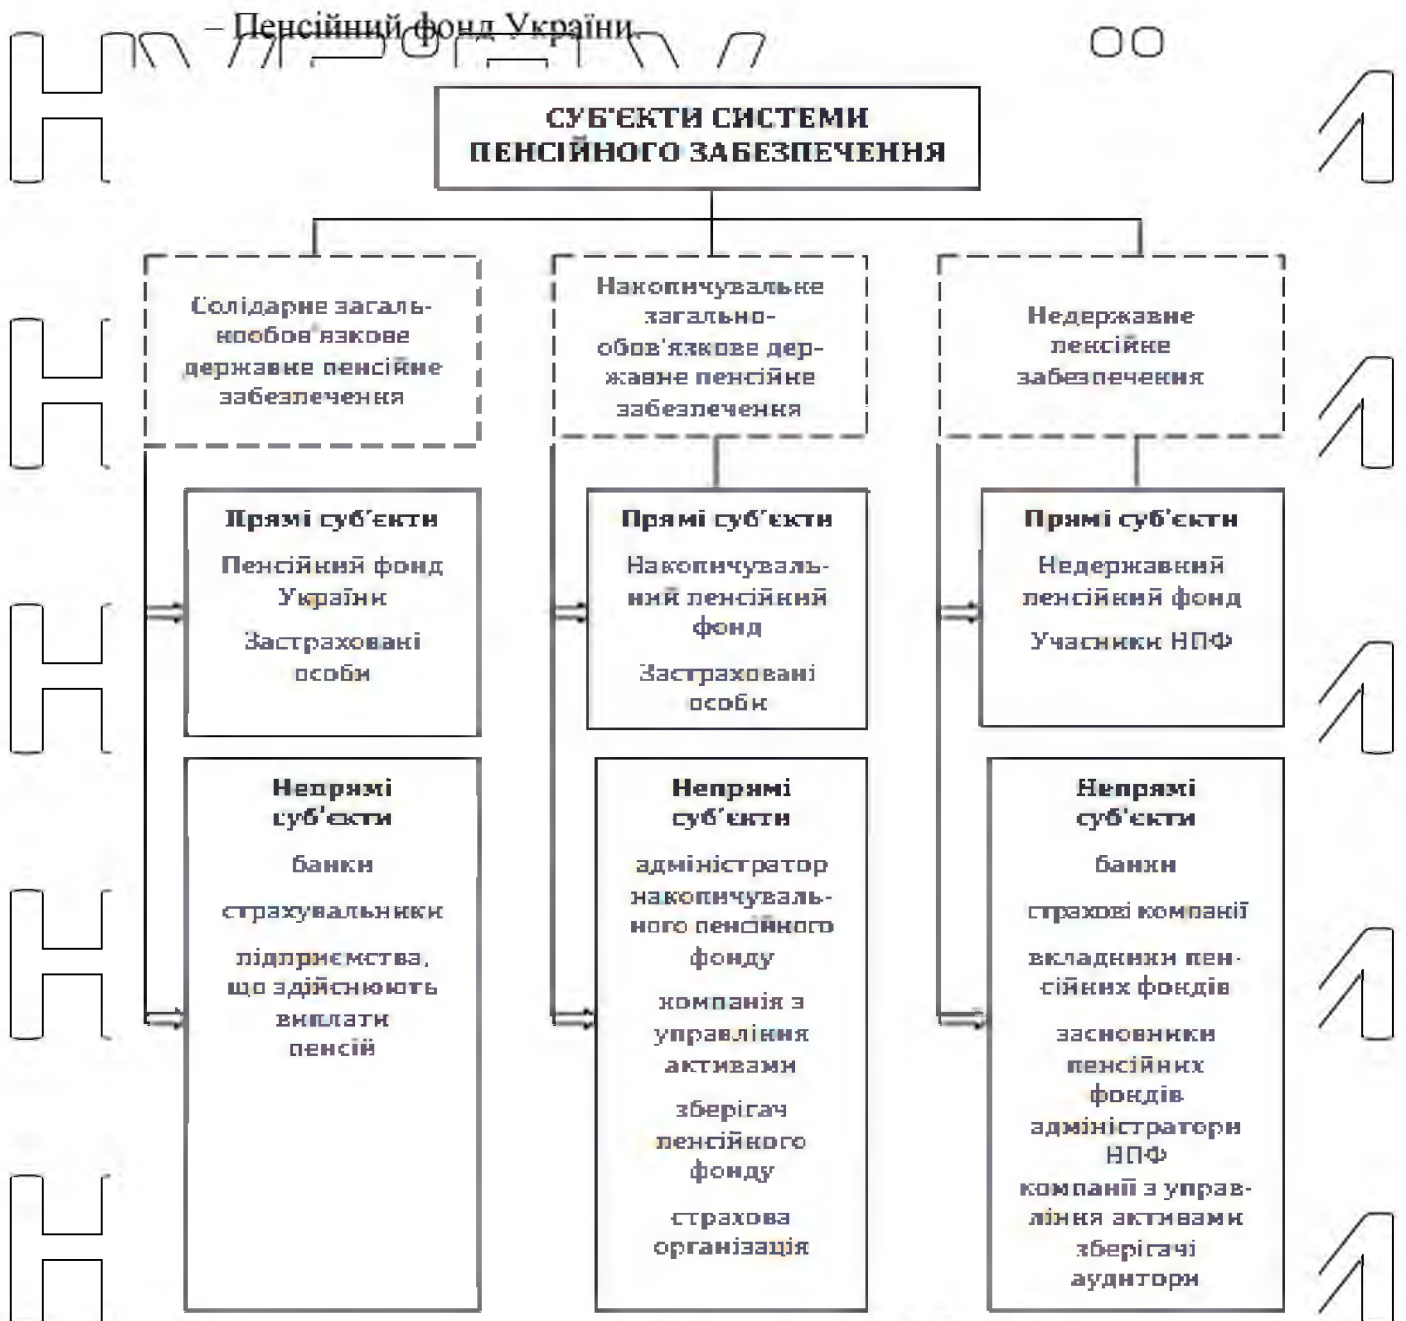 – Пенсійний фонд України
СУБ'ЄКТИ СИСТЕМИ
ПЕНСІЙНОГО ЗАБЕЗПЕЧЕННЯ
Солідарне загаль-
нообов'язкове
державне пенсійне
забезпечення
Прямі суб'єкти
Пенсійний фонд
України
Застраховані
особи
Непрямі
суб'єкти
банки
страхувальники
підприємства,
що здійснюють
виплати
пенсій
Накопичувальне
загально-
обов'язкове дер-
жавне пенсійне
забезпечення
Прямі суб'єкти
Накопичуваль-
ний пенсійний
фонд
Застраховані
особи
Непрямі
суб'єкти
адміністратор
накопичуваль-
ного пенсійного
фонду
компанія з
управління
активами
зберігач
пенсійного
фонду
страхова
організація
Недержавне
пенсійне
забезпечення
Прямі суб'єкти
Недержавний
пенсійний фонд
Учасники НПФ
Непрямі
суб'єкти
банки
страхові компанії
вкладники пен-
сійних фондів
засновники
пенсійних
фондів
адміністратори
НПФ
компанії з управ-
ління активами
зберігачі
аудитори